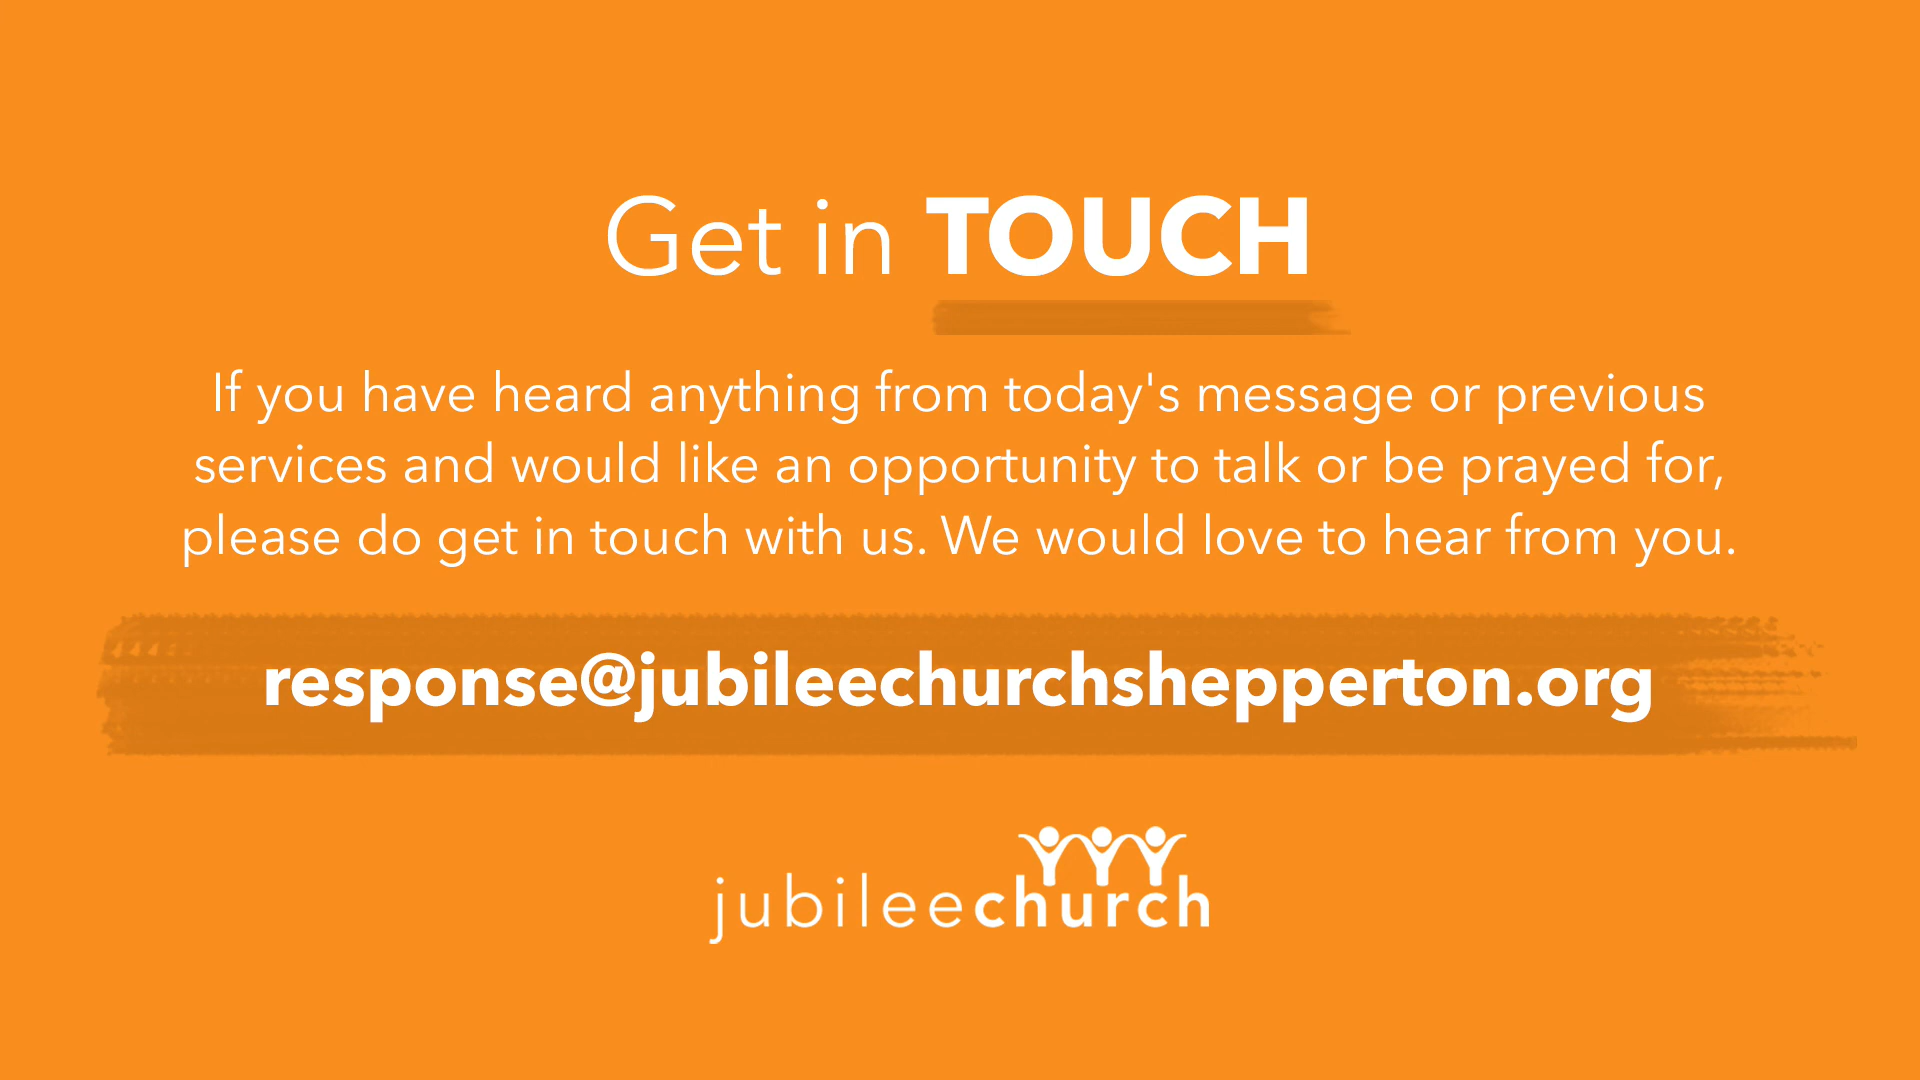 Get in TOUCH
If you have heard anything from today's message or previous
services and would like an opportunity to talk or be prayed for,
please do get in touch with us. We would love to hear from you.
response@jubileechurchshepperton.org
jubileechurch